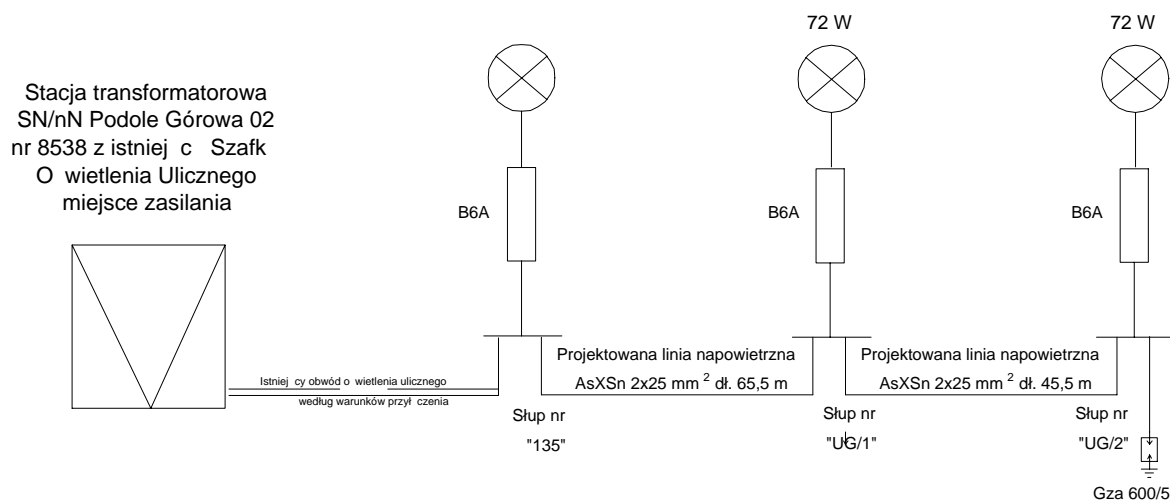 72 W
72 W
Stacja transformatorowa
SN/nN Podole Górowa 02
nr 8538 z istniej c Szafk
O wietlenia Ulicznego
miejsce zasilania
B6A
B6A
B6A
Projektowana linia napowietrzna
AsXSn 2x25 mm ² dł. 65,5 m
Projektowana linia napowietrzna
AsXSn 2x25 mm ² dł. 45,5 m
Istniej cy obwód o wietlenia ulicznego
według warunków przył czenia
Słup nr
"135"
Słup nr
"UG/1"
Słup nr
"UG/2"
Gza 600/5